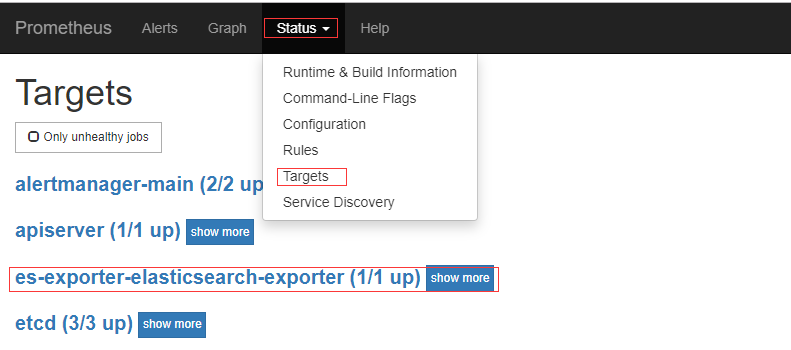 Prometheus Alerts Graph Status Help
Runtime & Build Information
Command-Line Flags
Configuration
Rules
Targets
Service Discovery
Targets
Only unhealthy jobs
alertmanager-main (2/2 up
apiserver (1/1 up) show more
es-exporter-elasticsearch-exporter (1/1 up) show more
etcd (3/3 up) show more